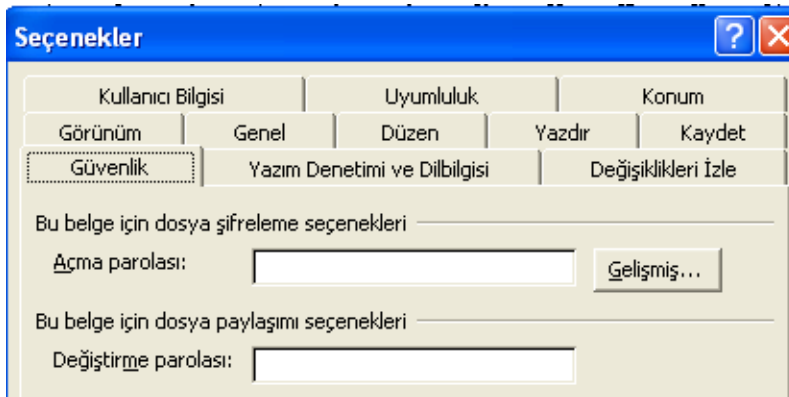 Seçenekler
Kullanıcı Bilgisi Uyumluluk Konum
Görünüm Genel Düzen Yazdır Kaydet
Güvenlik Yazım Denetimi ve Dilbilgisi Değişiklikleri İzle
Bu belge için dosya şifreleme seçenekleri
Açma parolası: Gelişmiş...
Bu belge için dosya paylaşımı seçenekleri
Değiştirme parolası: